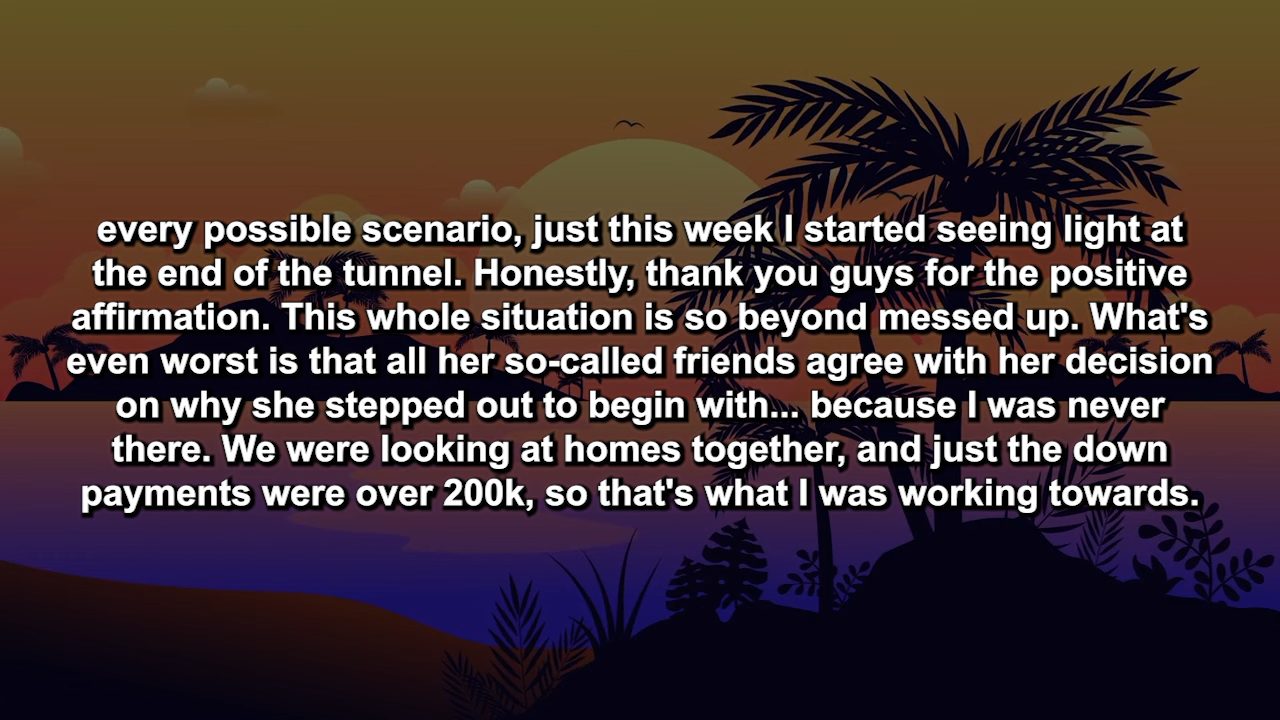 every possible scenario, just this week I started seeing light at
the end of the tunnel. Honestly, thank you guys for the positive
affirmation. This whole situation is so beyond messed up. What's
even worst is that all her so-called friends agree with her decision
on why she stepped out to begin with... because I was never
there. We were looking at homes together, and just the down
payments were over 200k, so that's what I was working towards.